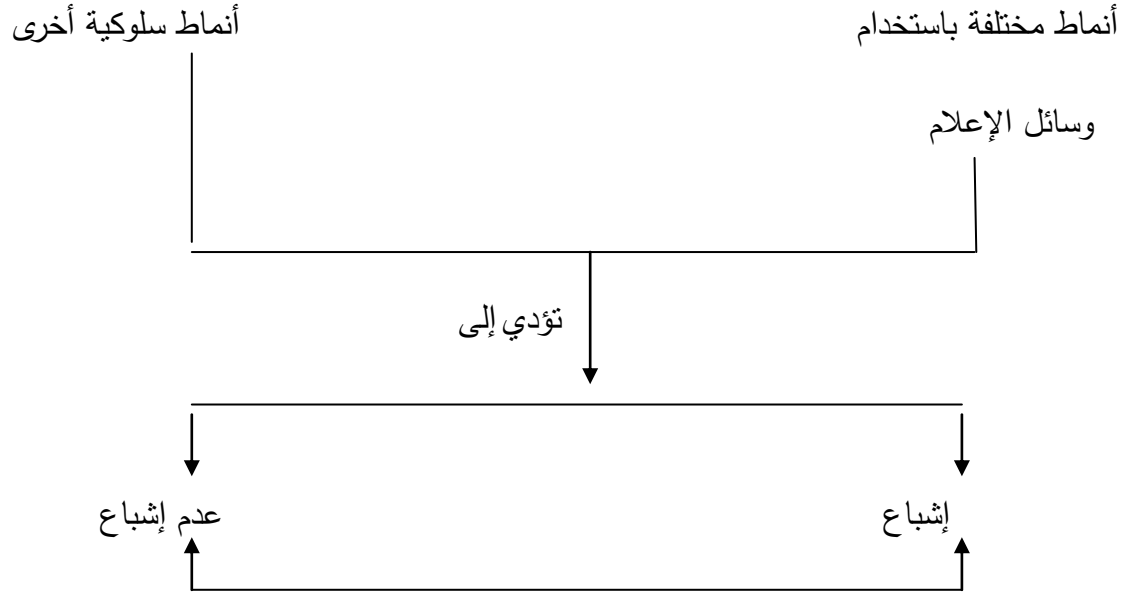 أنماط مختلفة باستخدام
وسائل الإعلام
أنماط سلوكية أخرى
تؤدي إلى
إشباع
عدم إشباع